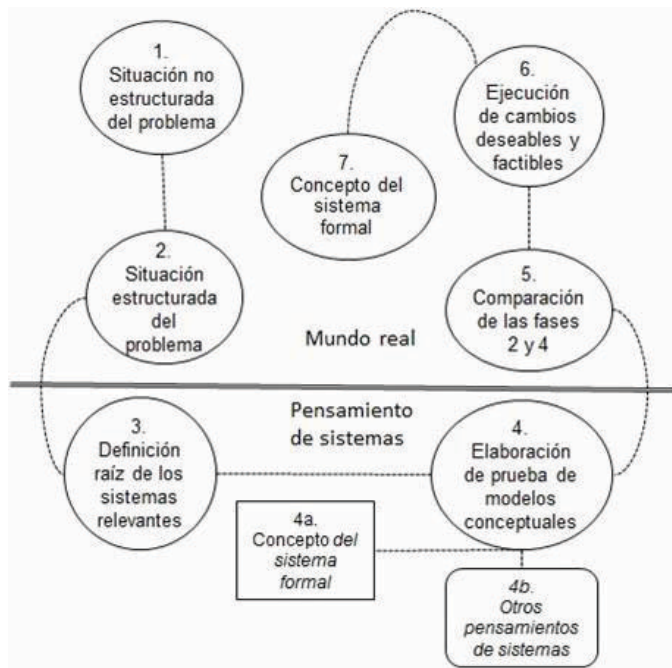 1.
Situación no
estructurada
del problema
2.
Situación
estructurada
del
problema
7.
Concepto del
sistema
formal
6.
Ejecución
de cambios
deseables y
factibles
5.
Comparación
de las fases
2 y 4
Mundo real
Pensamiento
de sistemas
3.
Definición
raíz de los
sistemas
relevantes
4.
Elaboración
de prueba de
modelos
conceptuales
4a.
Concepto del
sistema
formal
4b.
Otros
pensamientos
de sistemas